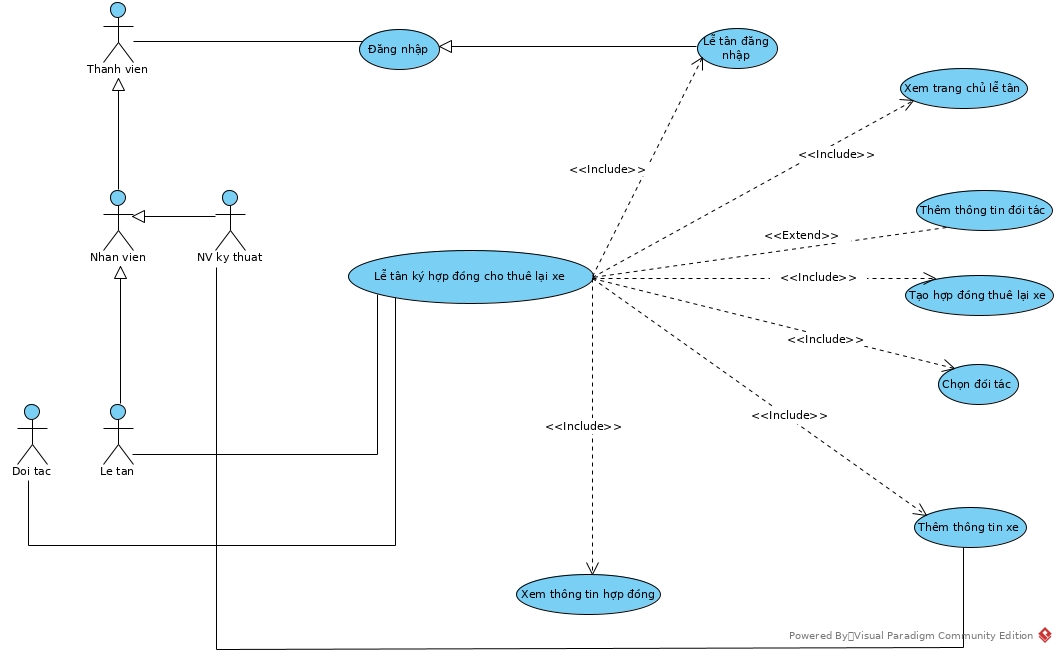 Thanh vien
Đăng nhập
Lễ tân đăng
nhập
Xem trang chủ lễ tân
<<Include>>
<<Include>>
Thêm thông tin đối tác
<<Extend>>
Nhan vien
NV ky thuat
Lễ tân ký hợp đồng cho thuê lại xe
<<Include>>
Tạo hợp đồng thuê lại xe
<<Include>>
Chọn đối tác
<<Include>>
<<Include>>
Doi tac
Le tan
Thêm thông tin xe
Xem thông tin hợp đồng
Powered By Visual Paradigm Community Edition